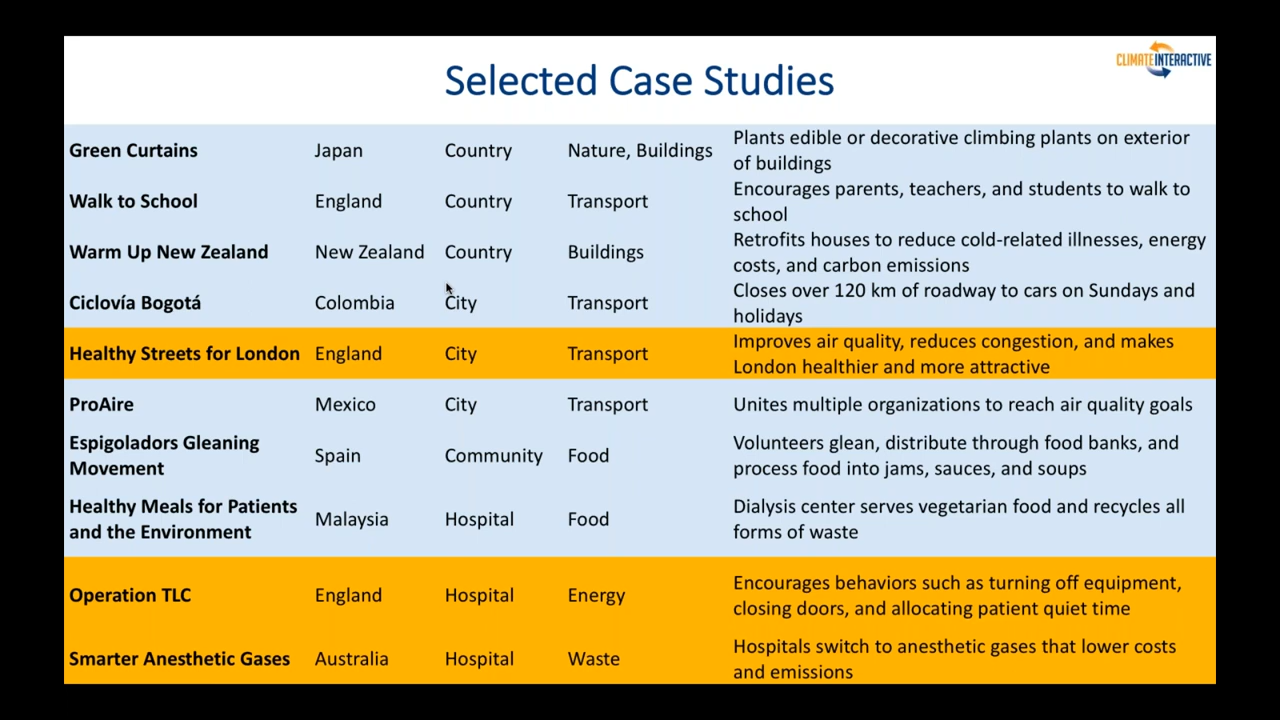 CLIMATE INTERACTIVE
Selected Case Studies
Green Curtains Japan Country Nature, Buildings Plants edible or decorative climbing plants on exterior
of buildings
Walk to School England Country Transport Encourages parents, teachers, and students to walk to
school
Warm Up New Zealand New Zealand Country Buildings Retrofits houses to reduce cold-related illnesses, energy
costs, and carbon emissions
Ciclovía Bogotá Colombia City Transport Closes over 120 km of roadway to cars on Sundays and
holidays
Healthy Streets for London England City Transport Improves air quality, reduces congestion, and makes
London healthier and more attractive
ProAire Mexico City Transport Unites multiple organizations to reach air quality goals
Espigoladors Gleaning
Movement Spain Community Food Volunteers glean, distribute through food banks, and
process food into jams, sauces, and soups
Healthy Meals for Patients
and the Environment Malaysia Hospital Food Dialysis center serves vegetarian food and recycles all
forms of waste
Operation TLC England Hospital Energy Encourages behaviors such as turning off equipment,
closing doors, and allocating patient quiet time
Smarter Anesthetic Gases Australia Hospital Waste Hospitals switch to anesthetic gases that lower costs
and emissions